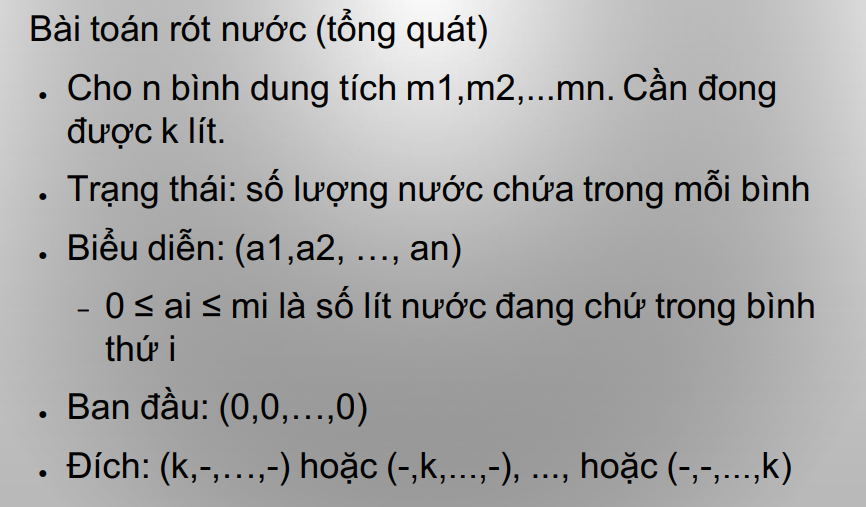 Bài toán rót nước (tổng quát)
• Cho n bình dung tích m1,m2,...mn. Cần đong
được k lít.
• Trạng thái: số lượng nước chứa trong mỗi bình
• Biểu diễn: (a1,a2, …, an)
– 0 ≤ ai ≤ mi là số lít nước đang chứ trong bình
thứ i
• Ban đầu: (0,0,…,0)
• Đích: (k,-,…,-) hoặc (-,k,...,-), ..., hoặc (-,-,...,k)